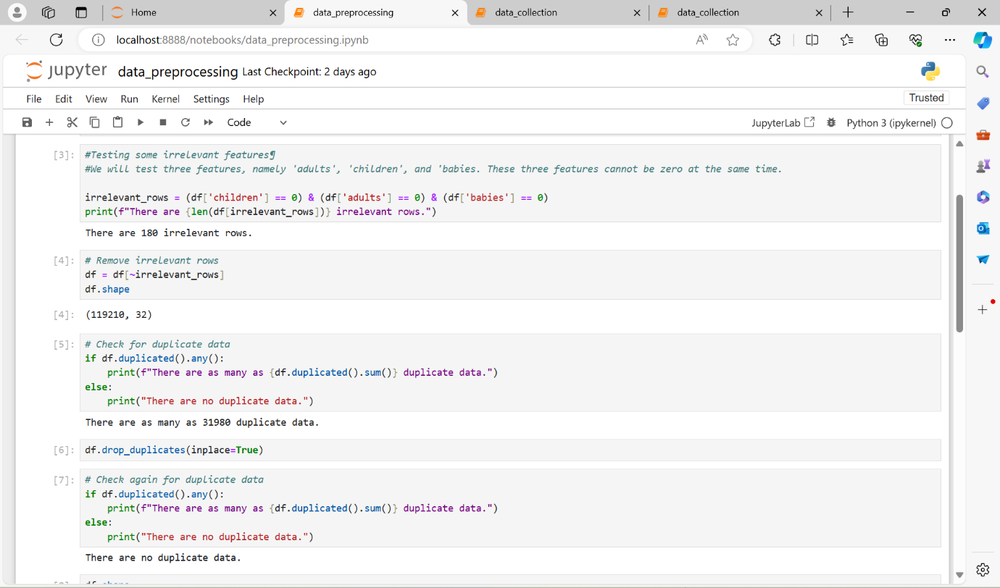 Home
data_preprocessing
data_collection
data_collection
localhost:8888/notebooks/data_preprocessing.ipynb
jupyter data_preprocessing Last Checkpoint: 2 days ago
File Edit View Run Kernel Settings Help
Trusted
Code
JupyterLab
Python 3 (ipykernel)
[3]:
#Testing some irrelevant features¶
#We will test three features, namely 'adults', 'children', and 'babies. These three features cannot be zero at the same time.
irrelevant_rows = (df['children'] == 0) & (df['adults'] == 0) & (df['babies'] == 0)
print(f"There are {len(df[irrelevant_rows])} irrelevant rows.")
There are 180 irrelevant rows.
[4]:
# Remove irrelevant rows
df = df[~irrelevant_rows]
df.shape
[4]:
(119210, 32)
[5]:
# Check for duplicate data
if df.duplicated().any():
    print(f"There are as many as {df.duplicated().sum()} duplicate data.")
else:
    print("There are no duplicate data.")
There are as many as 31980 duplicate data.
[6]:
df.drop_duplicates(inplace=True)
[7]:
# Check again for duplicate data
if df.duplicated().any():
    print(f"There are as many as {df.duplicated().sum()} duplicate data.")
else:
    print("There are no duplicate data.")
There are no duplicate data.